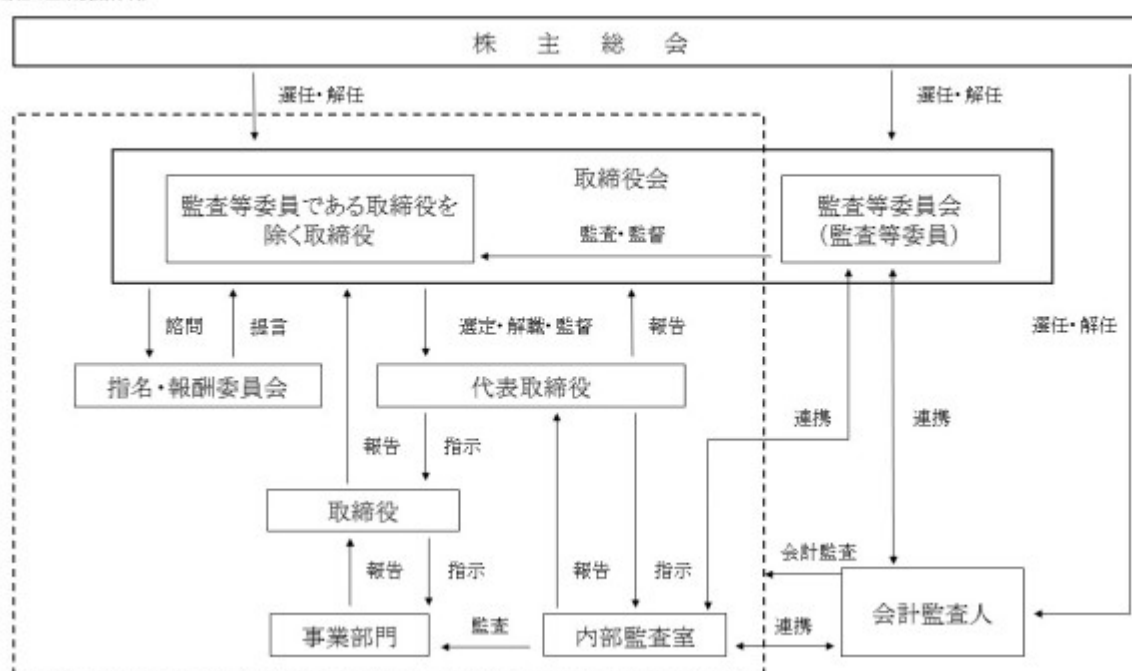 株 主 総 会
選任・解任
選任・解任
取締役会
監査等委員である取締役を
除く取締役
監査等委員会
(監査等委員)
監査・監督
諮問
提言
選定・解職・監督
報告
選任・解任
指名・報酬委員会
代表取締役
連携
連携
報告
指示
取締役
会計監査
報告
指示
報告
指示
会計監査人
事業部門
監査
内部監査室
連携